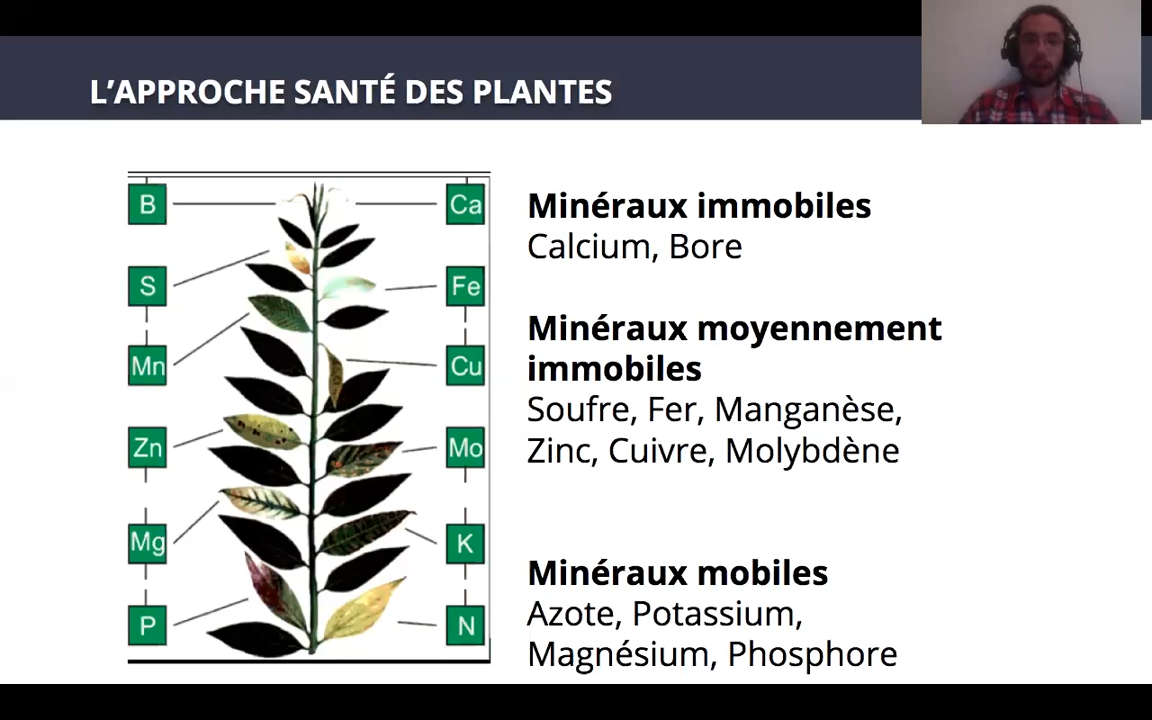 L’APPROCHE SANTÉ DES PLANTES
B
Ca
S
Fe
Mn
Cu
Zn
Mo
Mg
K
P
N
Minéraux immobiles
Calcium, Bore
Minéraux moyennement
immobiles
Soufre, Fer, Manganèse,
Zinc, Cuivre, Molybdène
Minéraux mobiles
Azote, Potassium,
Magnésium, Phosphore